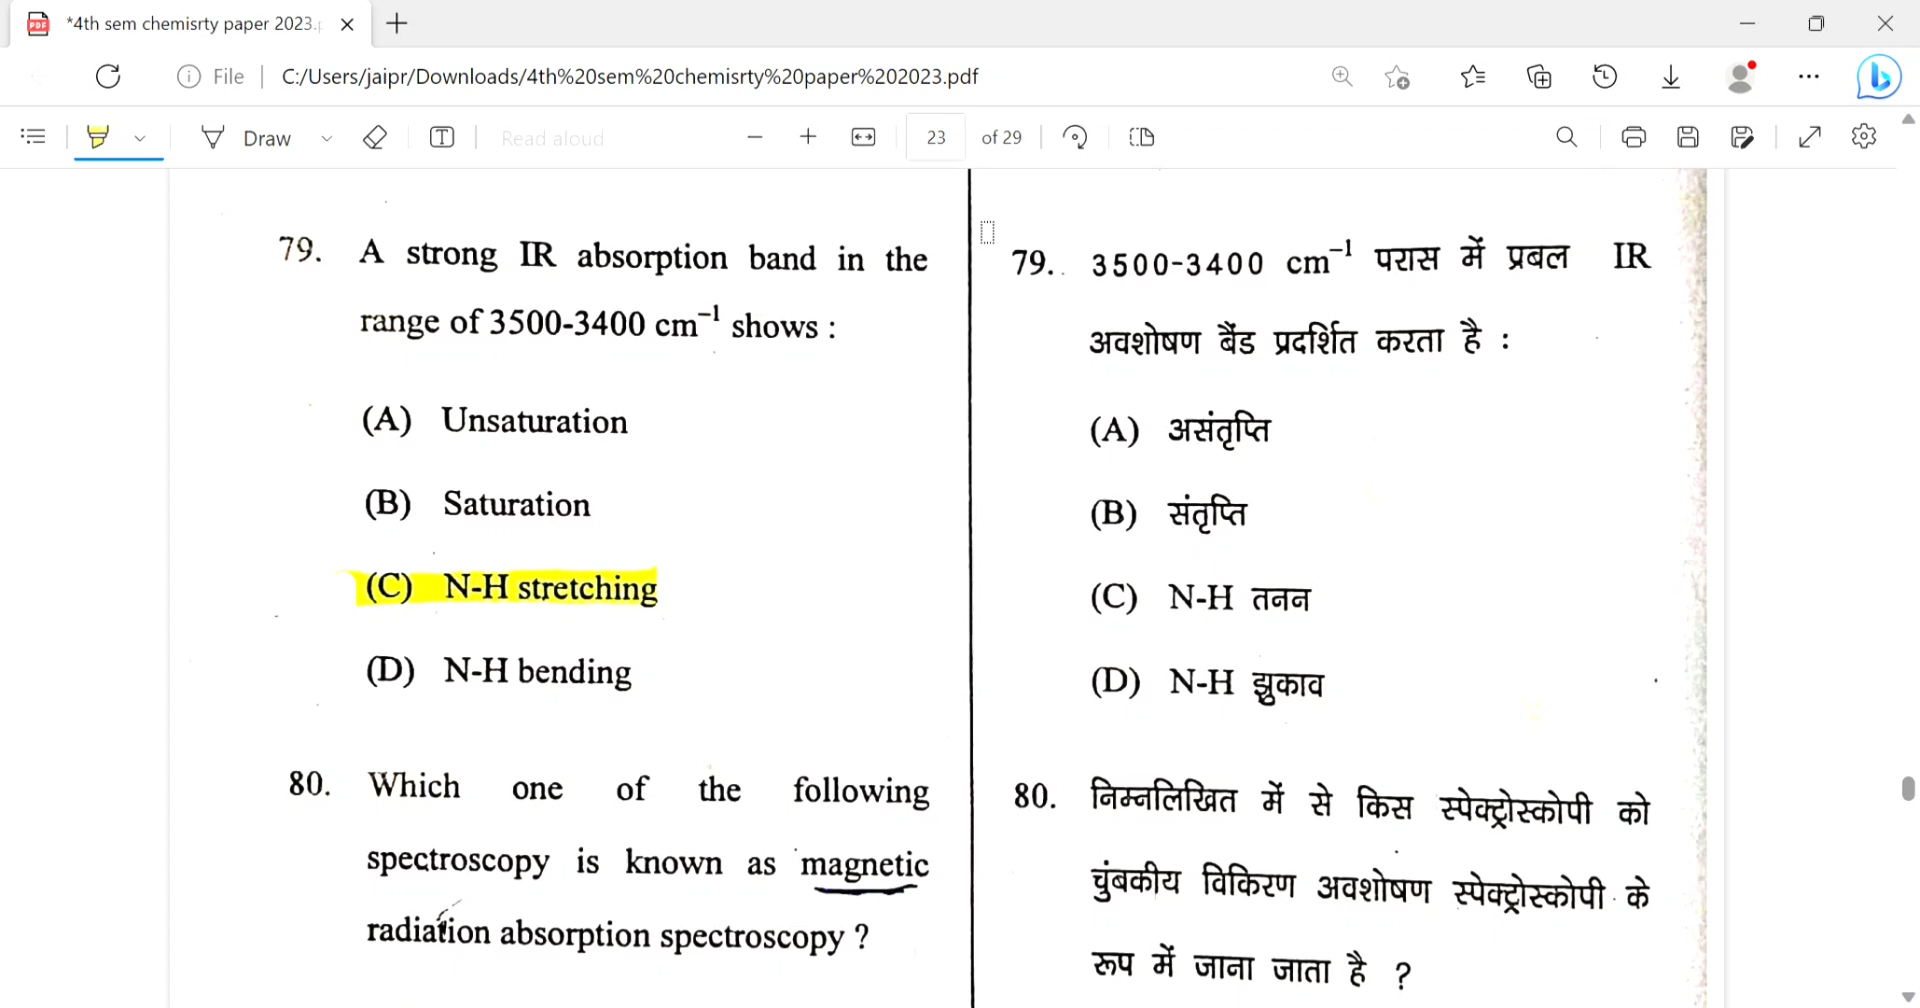 *4th sem chemisrty paper 2023.p
File
C:/Users/jaipr/Downloads/4th%20sem%20chemisrty%20paper%202023.pdf
Draw
Read aloud
23 of 29
79. A strong IR absorption band in the
range of 3500-3400 cm⁻¹ shows :
(A) Unsaturation
(B) Saturation
(C) N-H stretching
(D) N-H bending
80. Which one of the following
spectroscopy is known as magnetic
radiation absorption spectroscopy ?
79. 3500-3400 cm⁻¹ परास में प्रबल IR
अवशोषण बैंड प्रदर्शित करता है :
(A) असंतृप्ति
(B) संतृप्ति
(C) N-H तनन
(D) N-H झुकाव
80. निम्नलिखित में से किस स्पेक्ट्रोस्कोपी को
चुंबकीय विकिरण अवशोषण स्पेक्ट्रोस्कोपी के
रूप में जाना जाता है ?